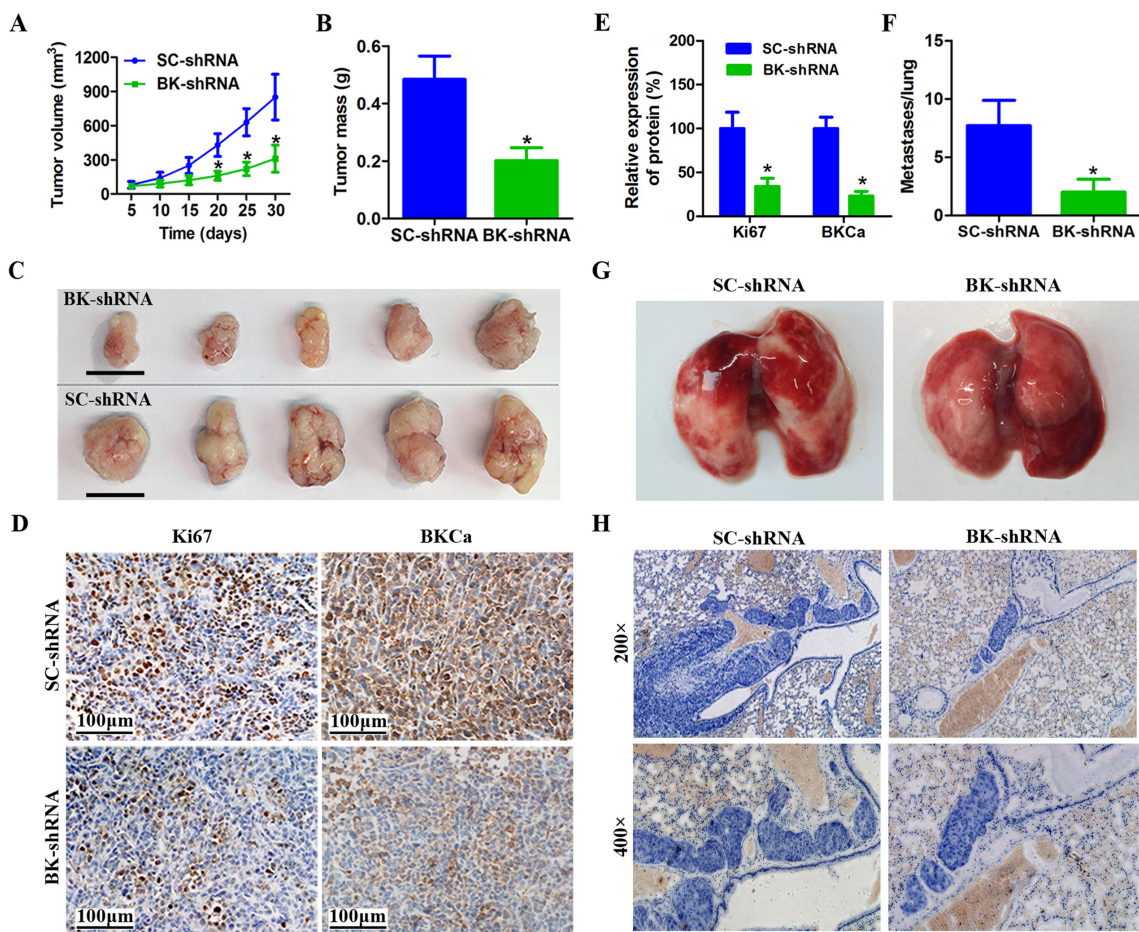 A
Tumor volume (mm³)
1200
900
600
300
0
SC-shRNA
BK-shRNA
*
*
*
5 10 15 20 25 30
Time (days)
B
Tumor mass (g)
0.6
0.4
0.2
0.0
*
SC-shRNA BK-shRNA
E
Relative expression
of protein (%)
200
150
100
50
0
SC-shRNA
BK-shRNA
*
*
Ki67 BKCa
F
Metastases/lung
15
10
5
0
*
SC-shRNA BK-shRNA
C
BK-shRNA
SC-shRNA
D
Ki67 BKCa
SC-shRNA
100μm 100μm
BK-shRNA
100μm 100μm
G
SC-shRNA BK-shRNA
H
SC-shRNA BK-shRNA
200×
400×